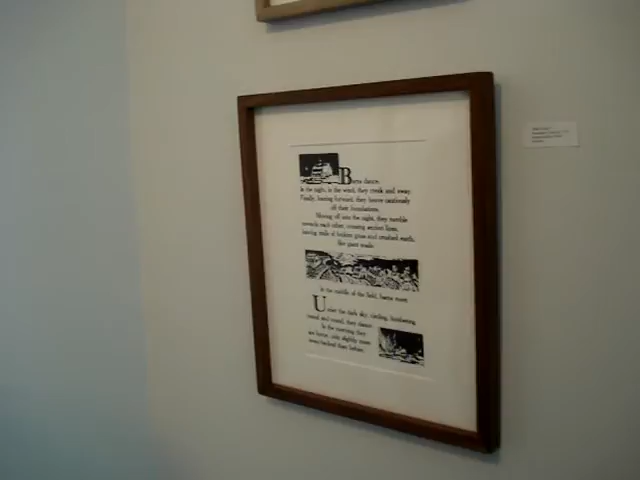 Barns dance.
In the night, in the wind, they creak and sway.
Finally, leaning forward, they heave cautiously
off their foundations.
Moving off into the night, they rumble
towards each other, crossing ancient lines,
leaving trails of broken grass and crushed earth,
like giant snails.
In the middle of the field, barns meet.
Under the dark sky, circling, lumbering
round and round, they dance.
In the morning they
are home, only slightly more
than before.